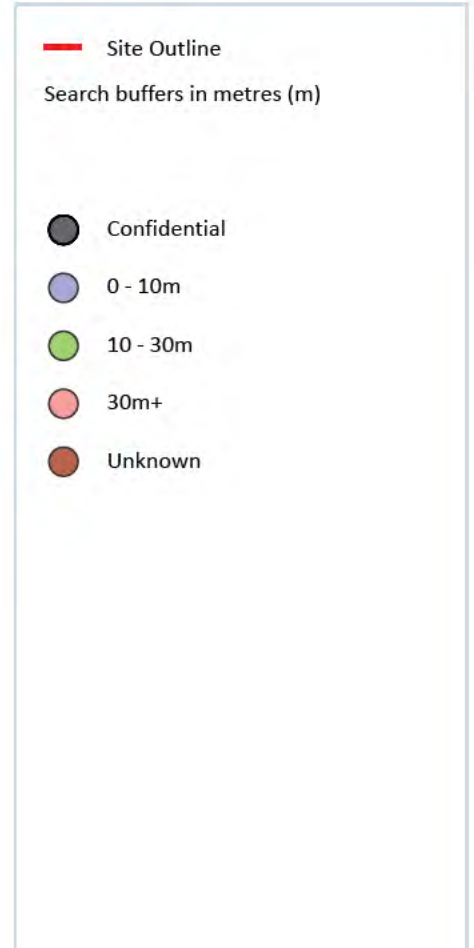 Site Outline
Search buffers in metres (m)
Confidential
0 - 10m
10 - 30m
30m+
Unknown